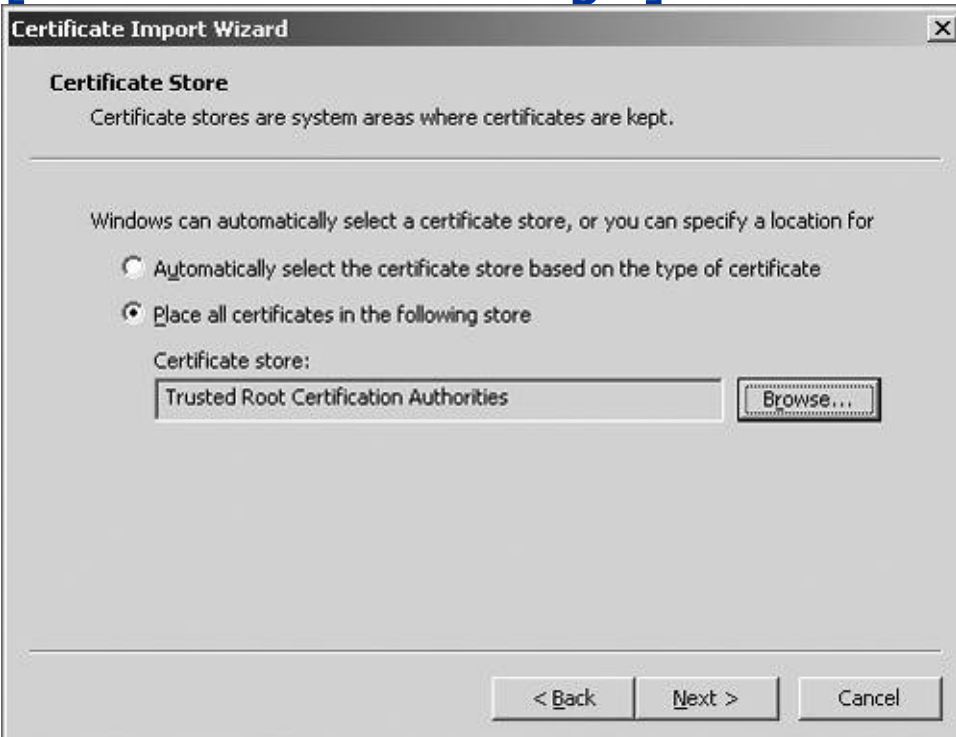 Certificate Import Wizard
Certificate Store
Certificate stores are system areas where certificates are kept.
Windows can automatically select a certificate store, or you can specify a location for
Automatically select the certificate store based on the type of certificate
Place all certificates in the following store
Certificate store:
Trusted Root Certification Authorities
Browse...
< Back
Next >
Cancel